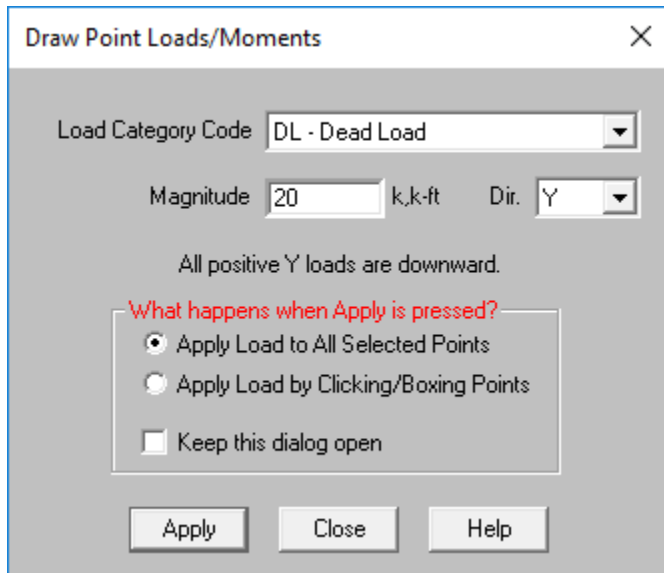 Draw Point Loads/Moments
Load Category Code DL - Dead Load
Magnitude 20 k,k-ft Dir. Y
All positive Y loads are downward.
What happens when Apply is pressed?
Apply Load to All Selected Points
Apply Load by Clicking/Boxing Points
Keep this dialog open
Apply Close Help